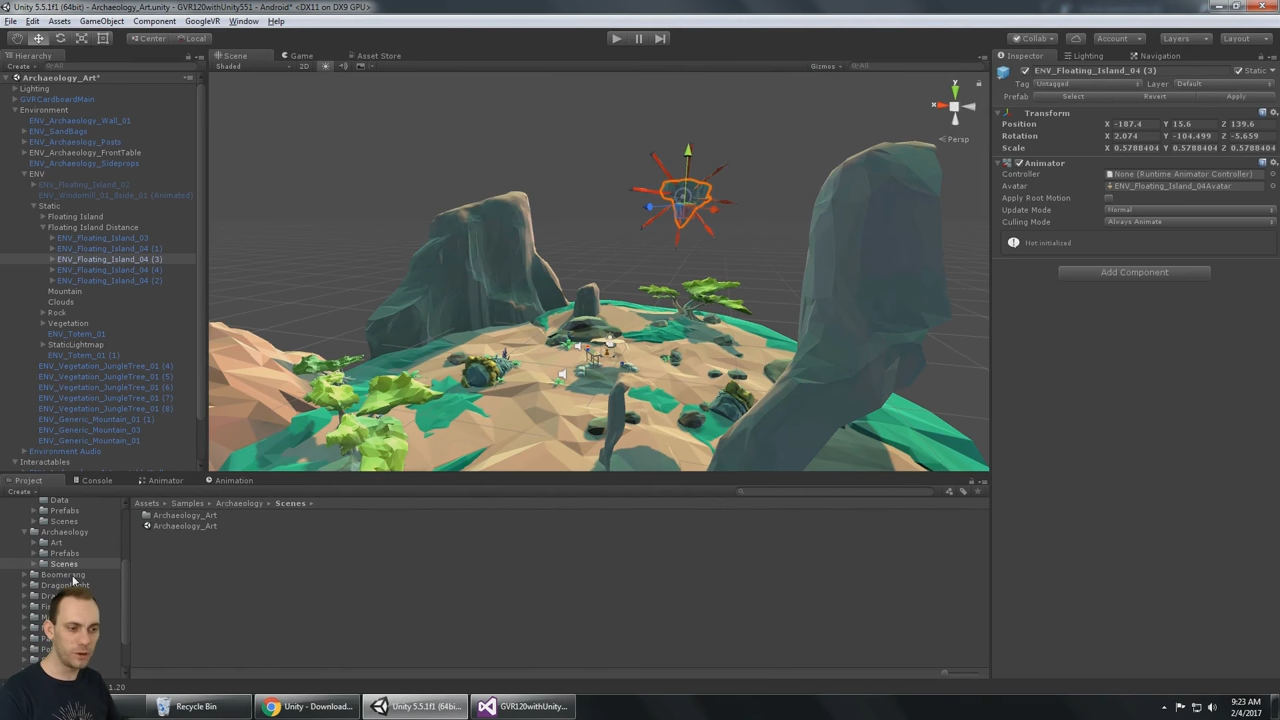 Unity 5.5.1f1 (64bit) - Archaeology_Art.unity - GVR120withUnity551 - Android* <DX11 on DX9 GPU>
File Edit Assets GameObject Component GoogleVR Window Help
Center Local Collab Account Layers Layout
Hierarchy Scene Game Asset Store Inspector Lighting Navigation
Create All Shaded 2D Gizmos All
ENV_Floating_Island_04 (3) Static
Tag Untagged Layer Default
Prefab Select Revert Apply
Transform
Position X -187.4 Y 15.6 Z 139.6
Rotation X 2.074 Y -104.499 Z -5.659
Scale X 0.5788404 Y 0.5788404 Z 0.5788404
Animator
Controller None (Runtime Animator Controller)
Avatar ENV_Floating_Island_04Avatar
Apply Root Motion
Update Mode Normal
Culling Mode Always Animate
Not initialized
Add Component
y
Persp
Archaeology_Art*
Lighting
GVRCardboardMain
Environment
ENV_Archaeology_Wall_01
ENV_SandBags
ENV_Archaeology_Posts
ENV_Archaeology_FrontTable
ENV_Archaeology_Sideprops
ENV
ENV_Floating_Island_02
ENV_Windomill_01_Bside_01 (Animated)
Static
Floating Island
Floating Island Distance
ENV_Floating_Island_03
ENV_Floating_Island_04 (1)
ENV_Floating_Island_04 (3)
ENV_Floating_Island_04 (4)
ENV_Floating_Island_04 (2)
Mountain
Clouds
Rock
Vegetation
ENV_Totem_01
StaticLightmap
ENV_Totem_01 (1)
ENV_Vegetation_JungleTree_01 (4)
ENV_Vegetation_JungleTree_01 (5)
ENV_Vegetation_JungleTree_01 (6)
ENV_Vegetation_JungleTree_01 (7)
ENV_Vegetation_JungleTree_01 (8)
ENV_Generic_Mountain_01 (1)
ENV_Generic_Mountain_03
ENV_Generic_Mountain_01
Environment Audio
Interactables
Project Console Animator Animation
Create
Assets Samples Archaeology Scenes
Data
Prefabs
Scenes
Archaeology
Art
Prefabs
Scenes
Boomerang
Archaeology_Art
Archaeology_Art
1.20
Recycle Bin
Unity - Download...
Unity 5.5.1f1 (64bi...
GVR120withUnity...
9:23 AM
2/4/2017